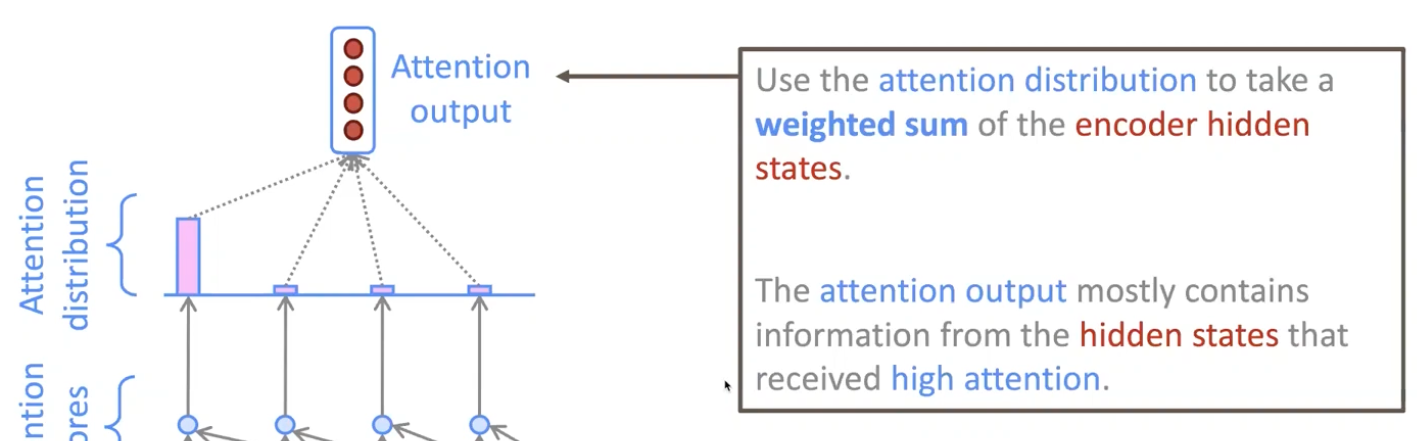 Attention
output
Use the attention distribution to take a
weighted sum of the encoder hidden
states.
Attention
distribution
The attention output mostly contains
information from the hidden states that
received high attention.